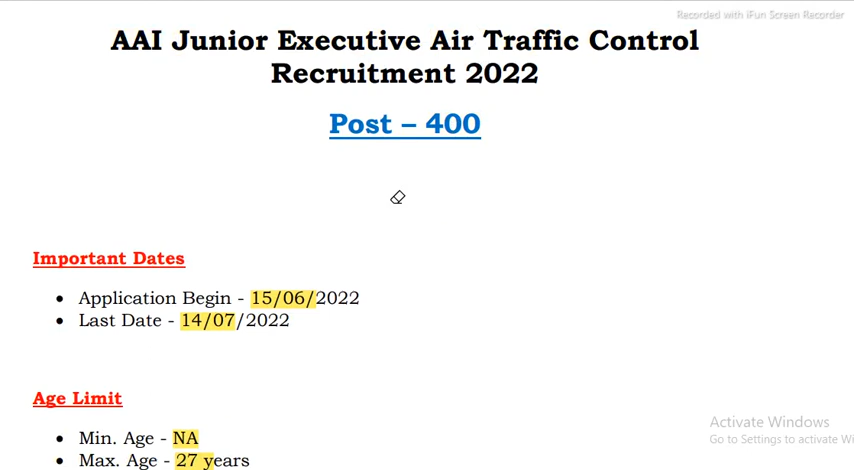 Recorded with iFun Screen Recorder
AAI Junior Executive Air Traffic Control
Recruitment 2022
Post – 400
Important Dates
• Application Begin - 15/06/2022
• Last Date - 14/07/2022
Age Limit
• Min. Age - NA
• Max. Age - 27 years
Activate Windows
Go to Settings to activate Wi